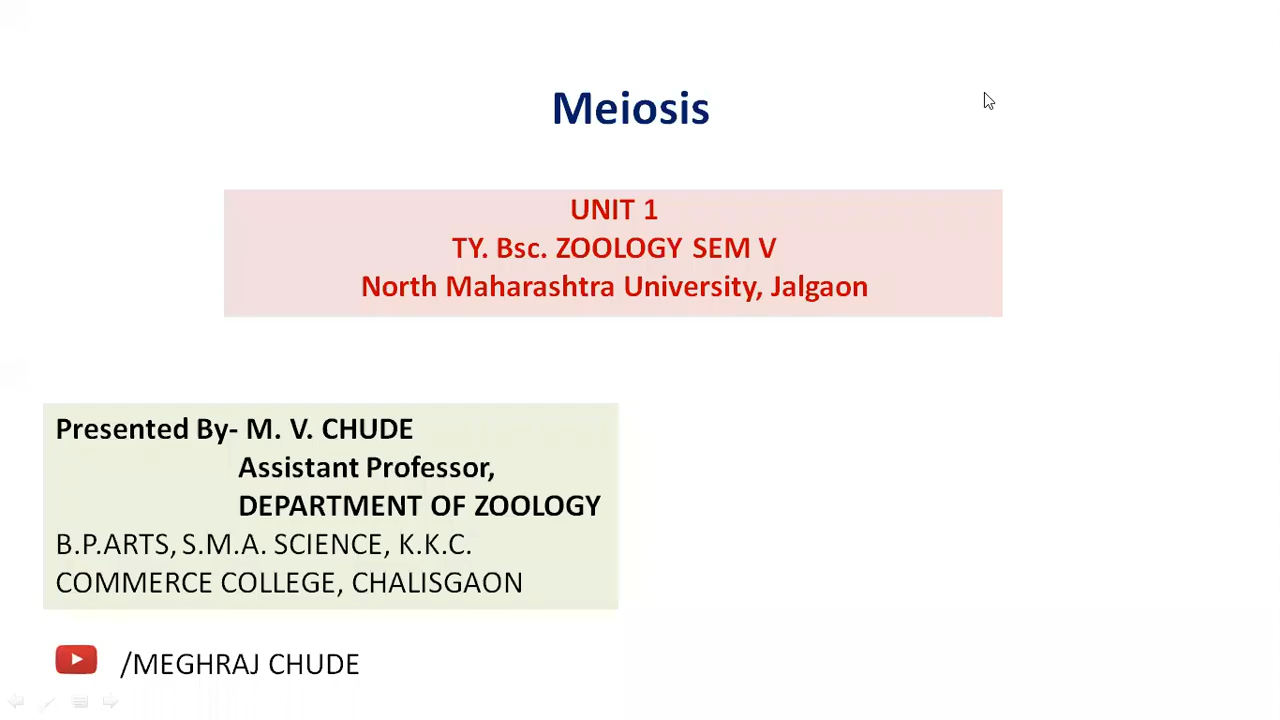 Meiosis
UNIT 1
TY. Bsc. ZOOLOGY SEM V
North Maharashtra University, Jalgaon
Presented By- M. V. CHUDE
Assistant Professor,
DEPARTMENT OF ZOOLOGY
B.P.ARTS, S.M.A. SCIENCE, K.K.C.
COMMERCE COLLEGE, CHALISGAON
/MEGHRAJ CHUDE